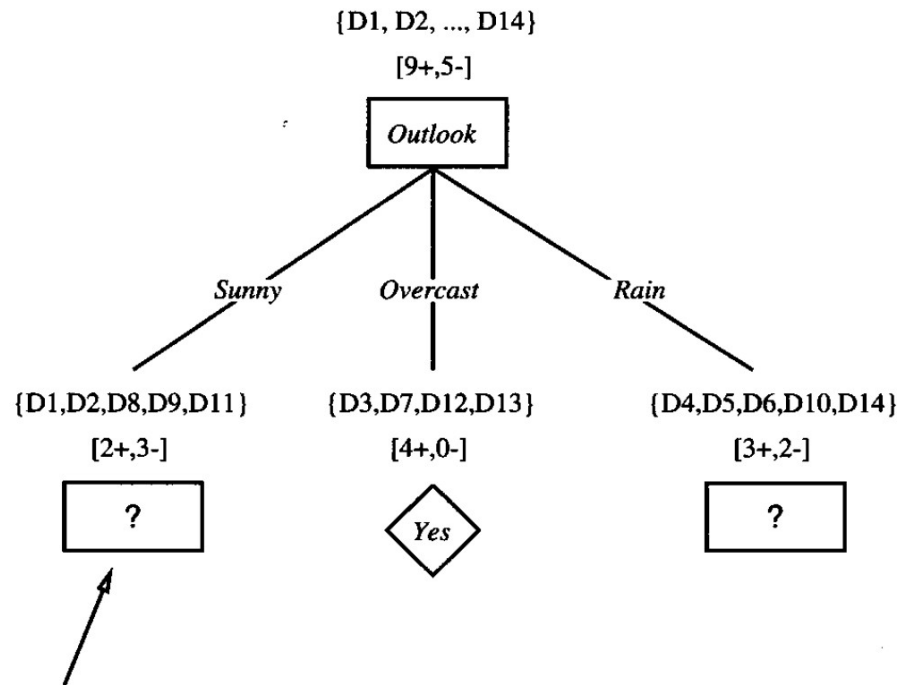 {D1, D2, ..., D14}
[9+,5-]
Outlook
Sunny
Overcast
Rain
{D1,D2,D8,D9,D11}
{D3,D7,D12,D13}
{D4,D5,D6,D10,D14}
[2+,3-]
[4+,0-]
[3+,2-]
?
Yes
?